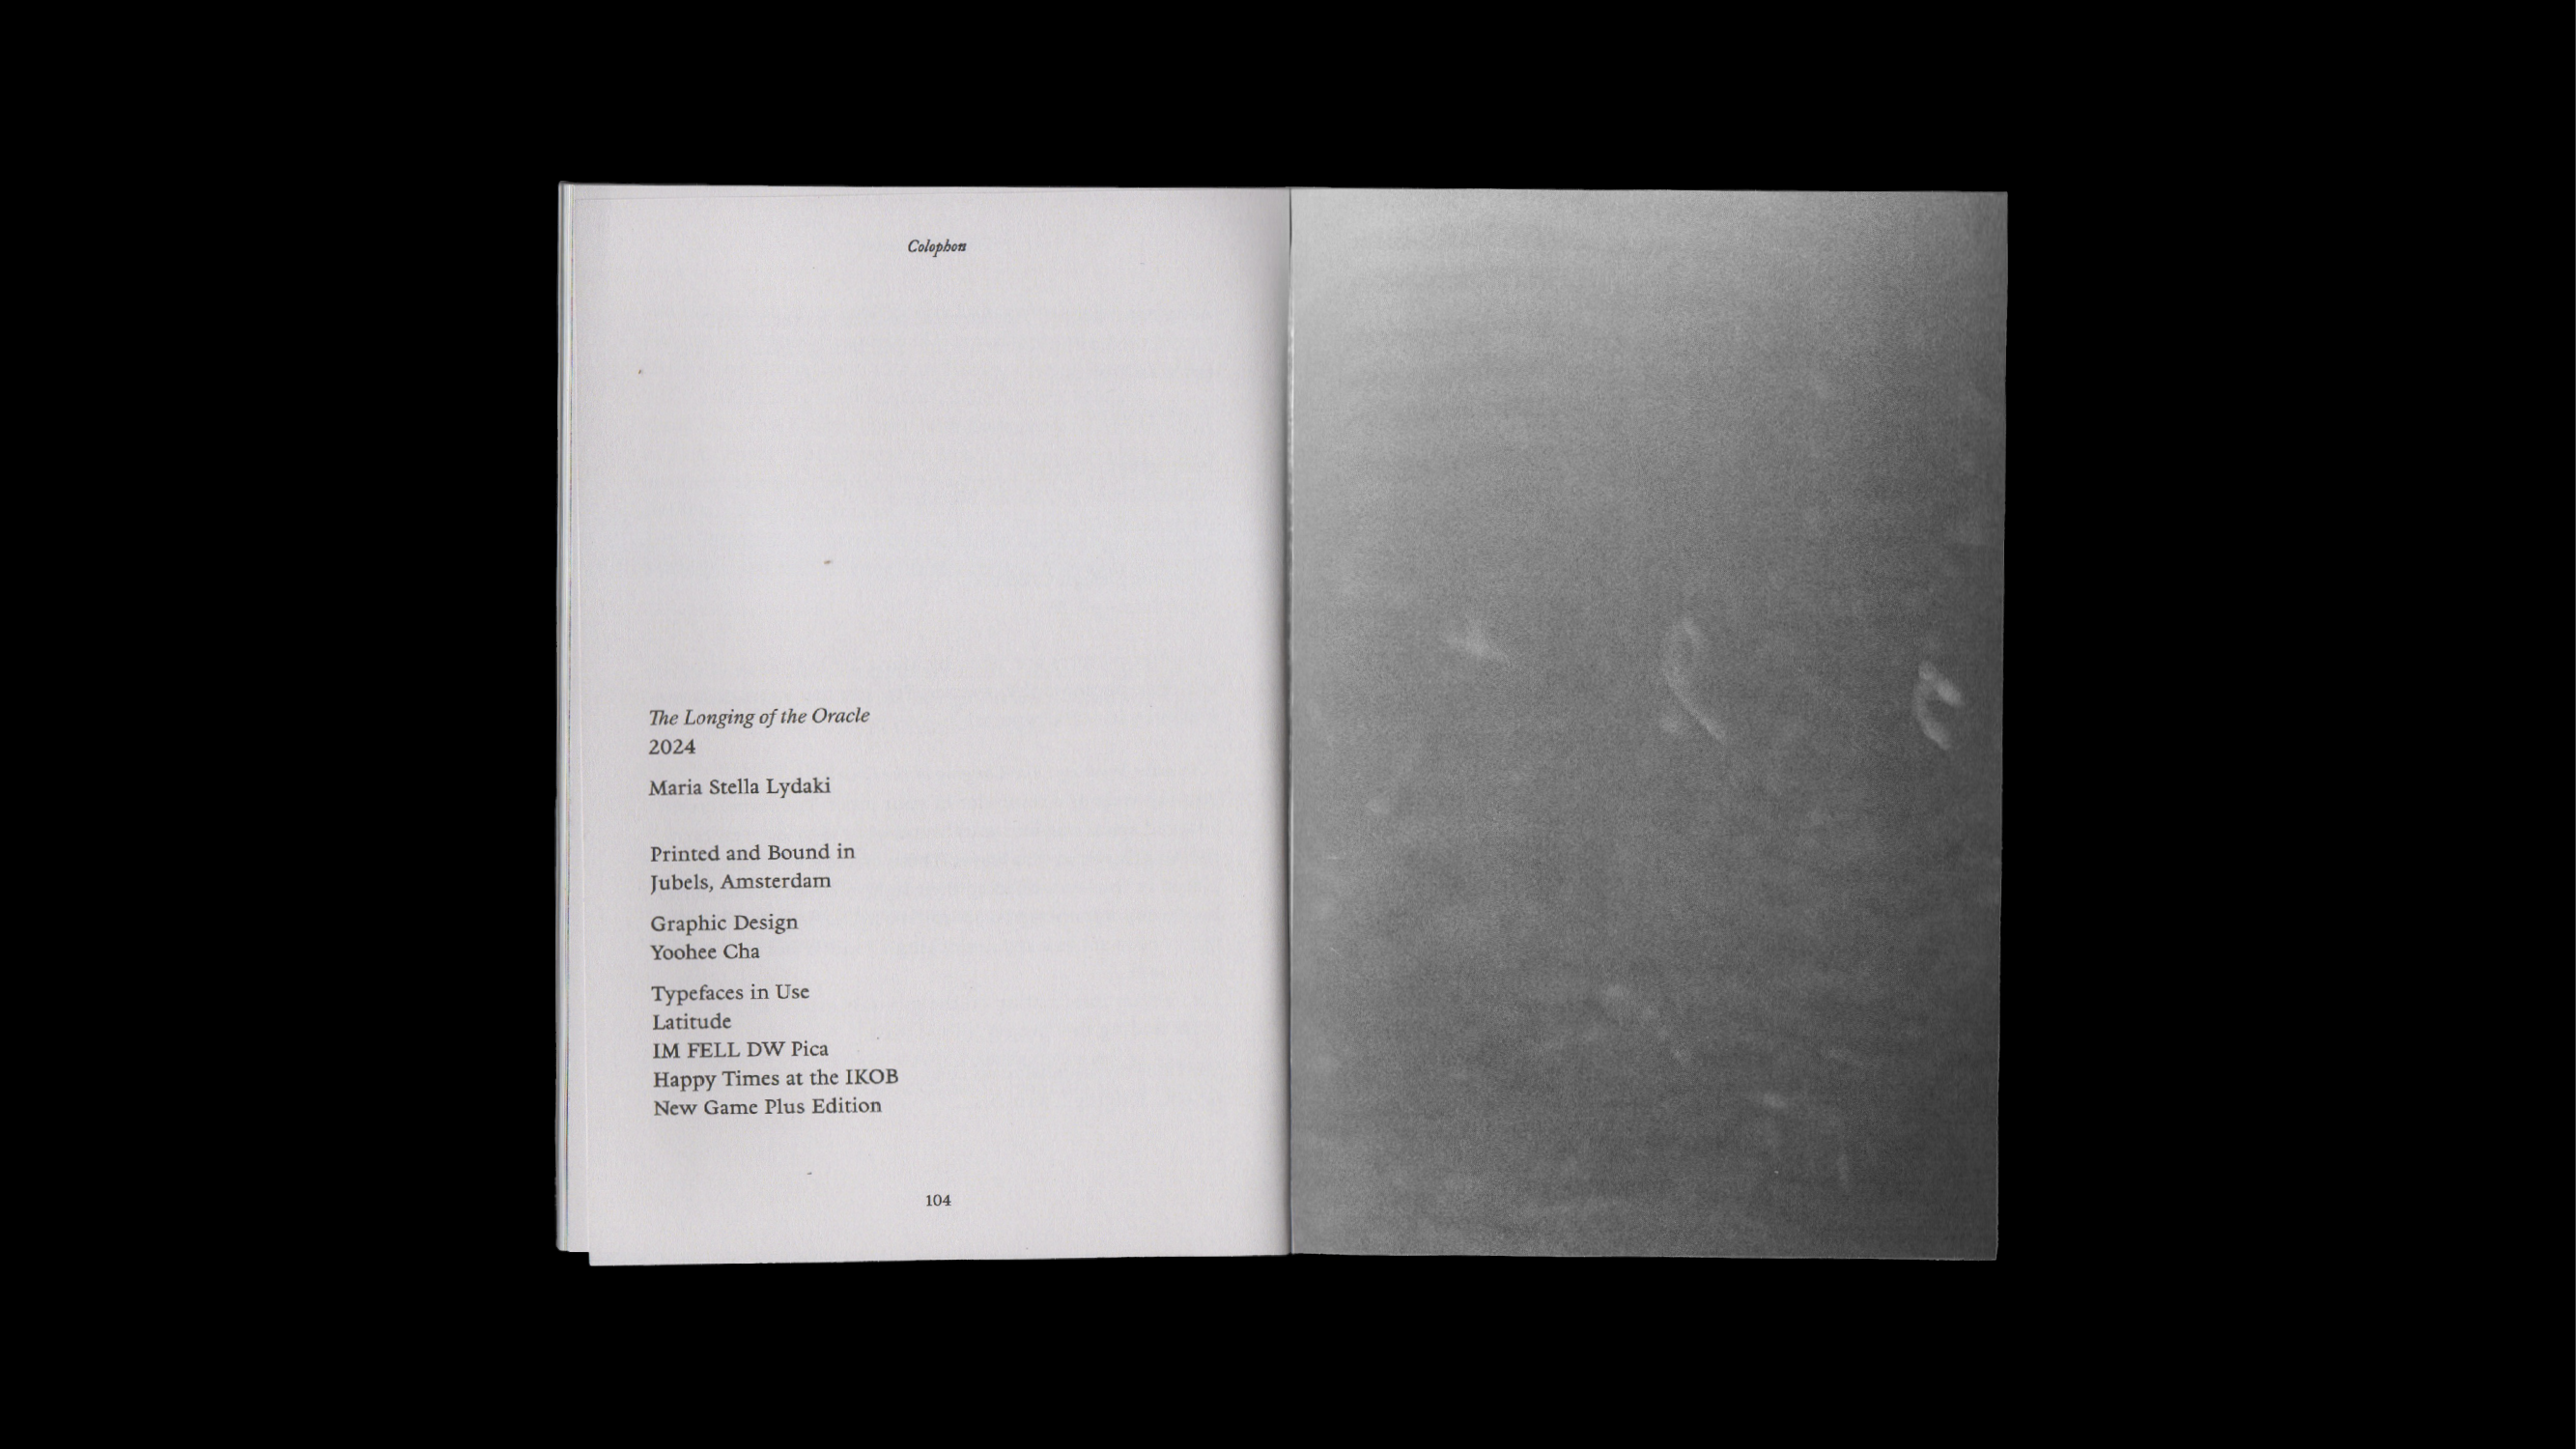 Colophon
The Longing of the Oracle
2024
Maria Stella Lydaki
Printed and Bound in
Jubels, Amsterdam
Graphic Design
Yoohee Cha
Typefaces in Use
Latitude
IM FELL DW Pica
Happy Times at the IKOB
New Game Plus Edition
104